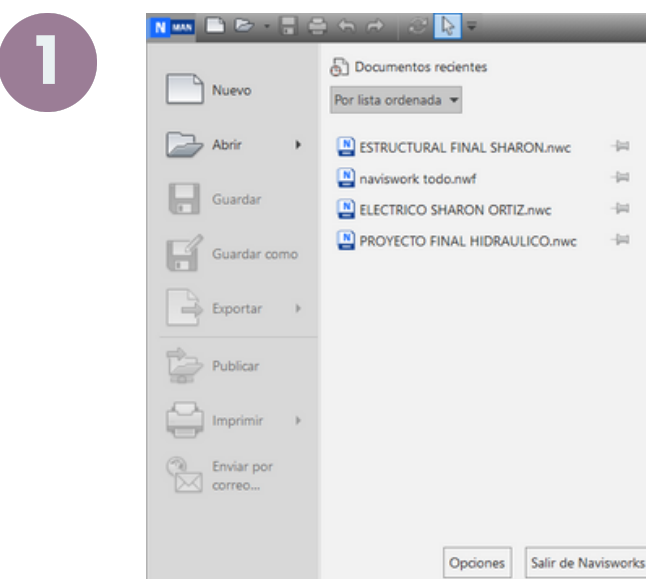 1
N MAN
Documentos recientes
Nuevo
Por lista ordenada
Abrir
ESTRUCTURAL FINAL SHARON.nwc
naviswork todo.nwf
Guardar
ELECTRICO SHARON ORTIZ.nwc
PROYECTO FINAL HIDRAULICO.nwc
Guardar como
Exportar
Publicar
Imprimir
Enviar por
correo...
Opciones
Salir de Navisworks